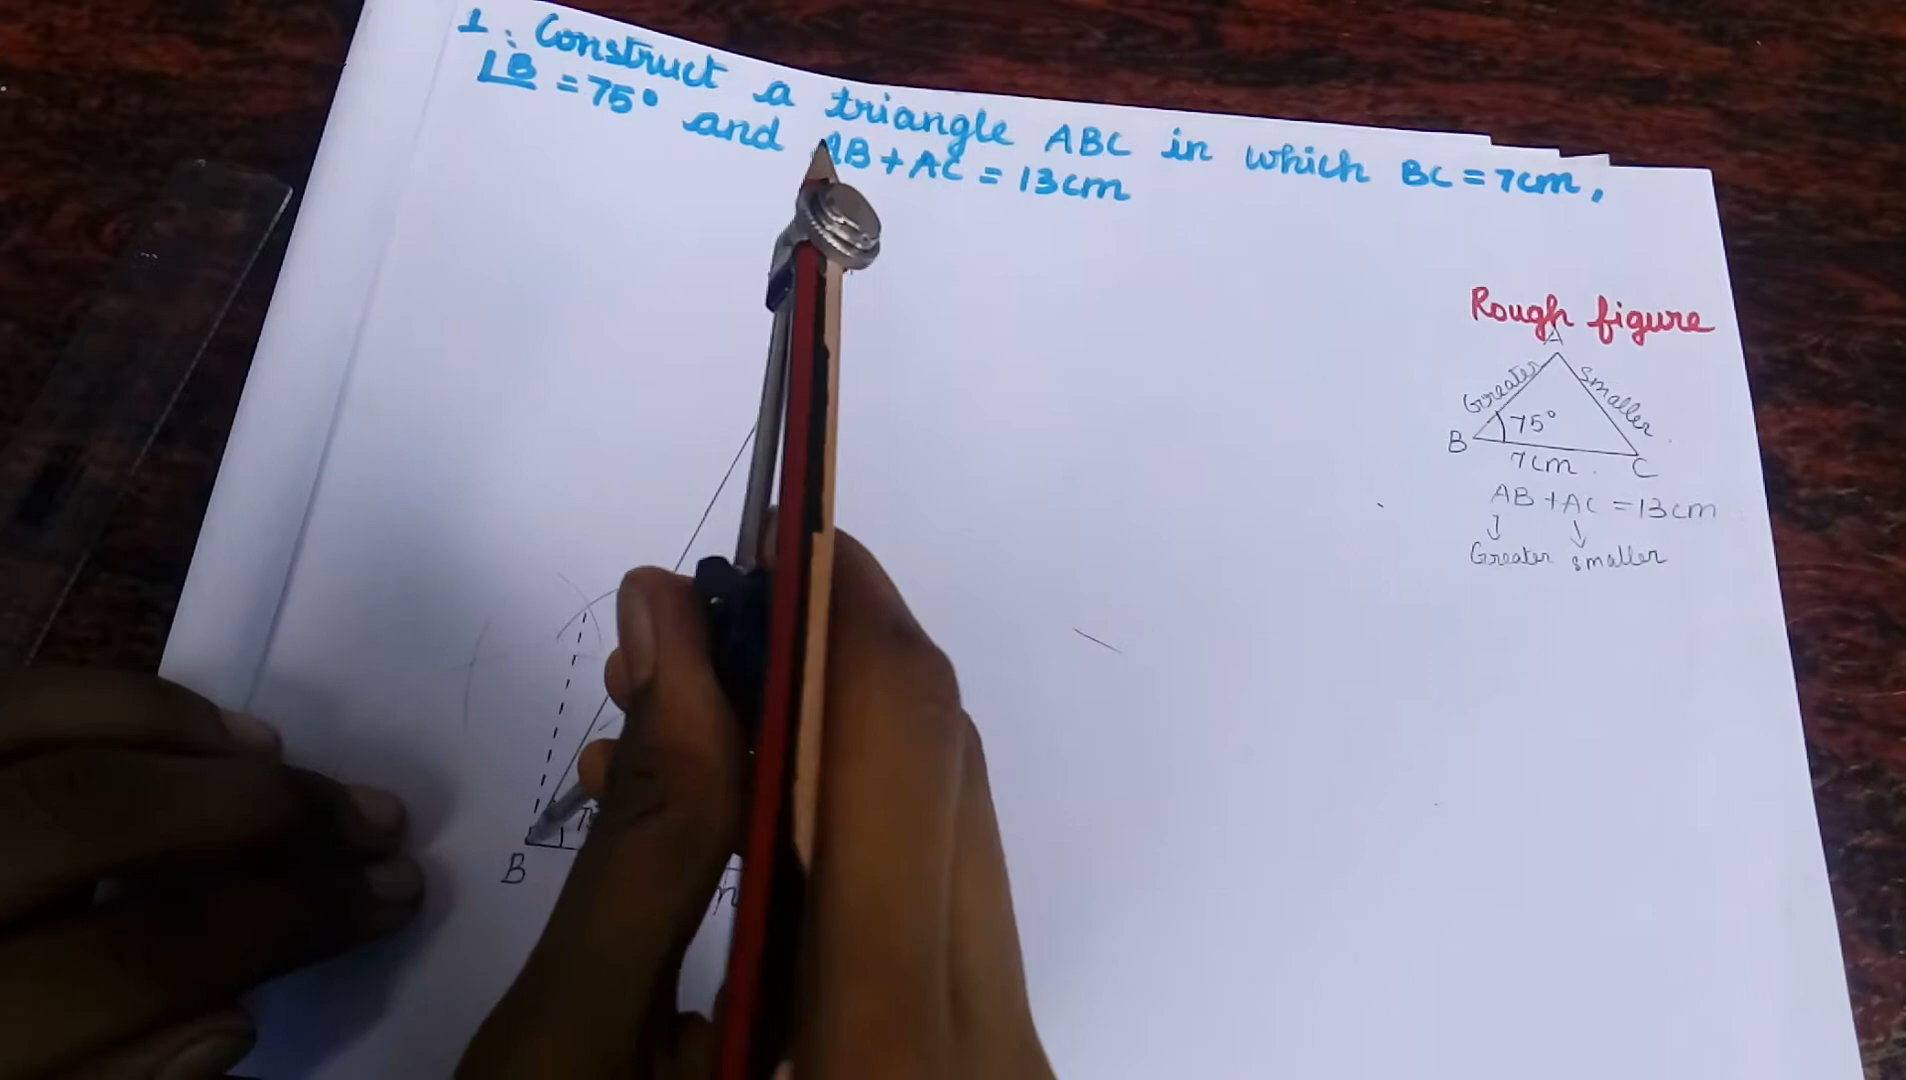 1. Construct a triangle ABC in which BC = 7cm,
∠B = 75° and AB + AC = 13cm
Rough figure
A
Greater
smaller
75°
B
7cm
C
AB + AC = 13cm
Greater smaller
B